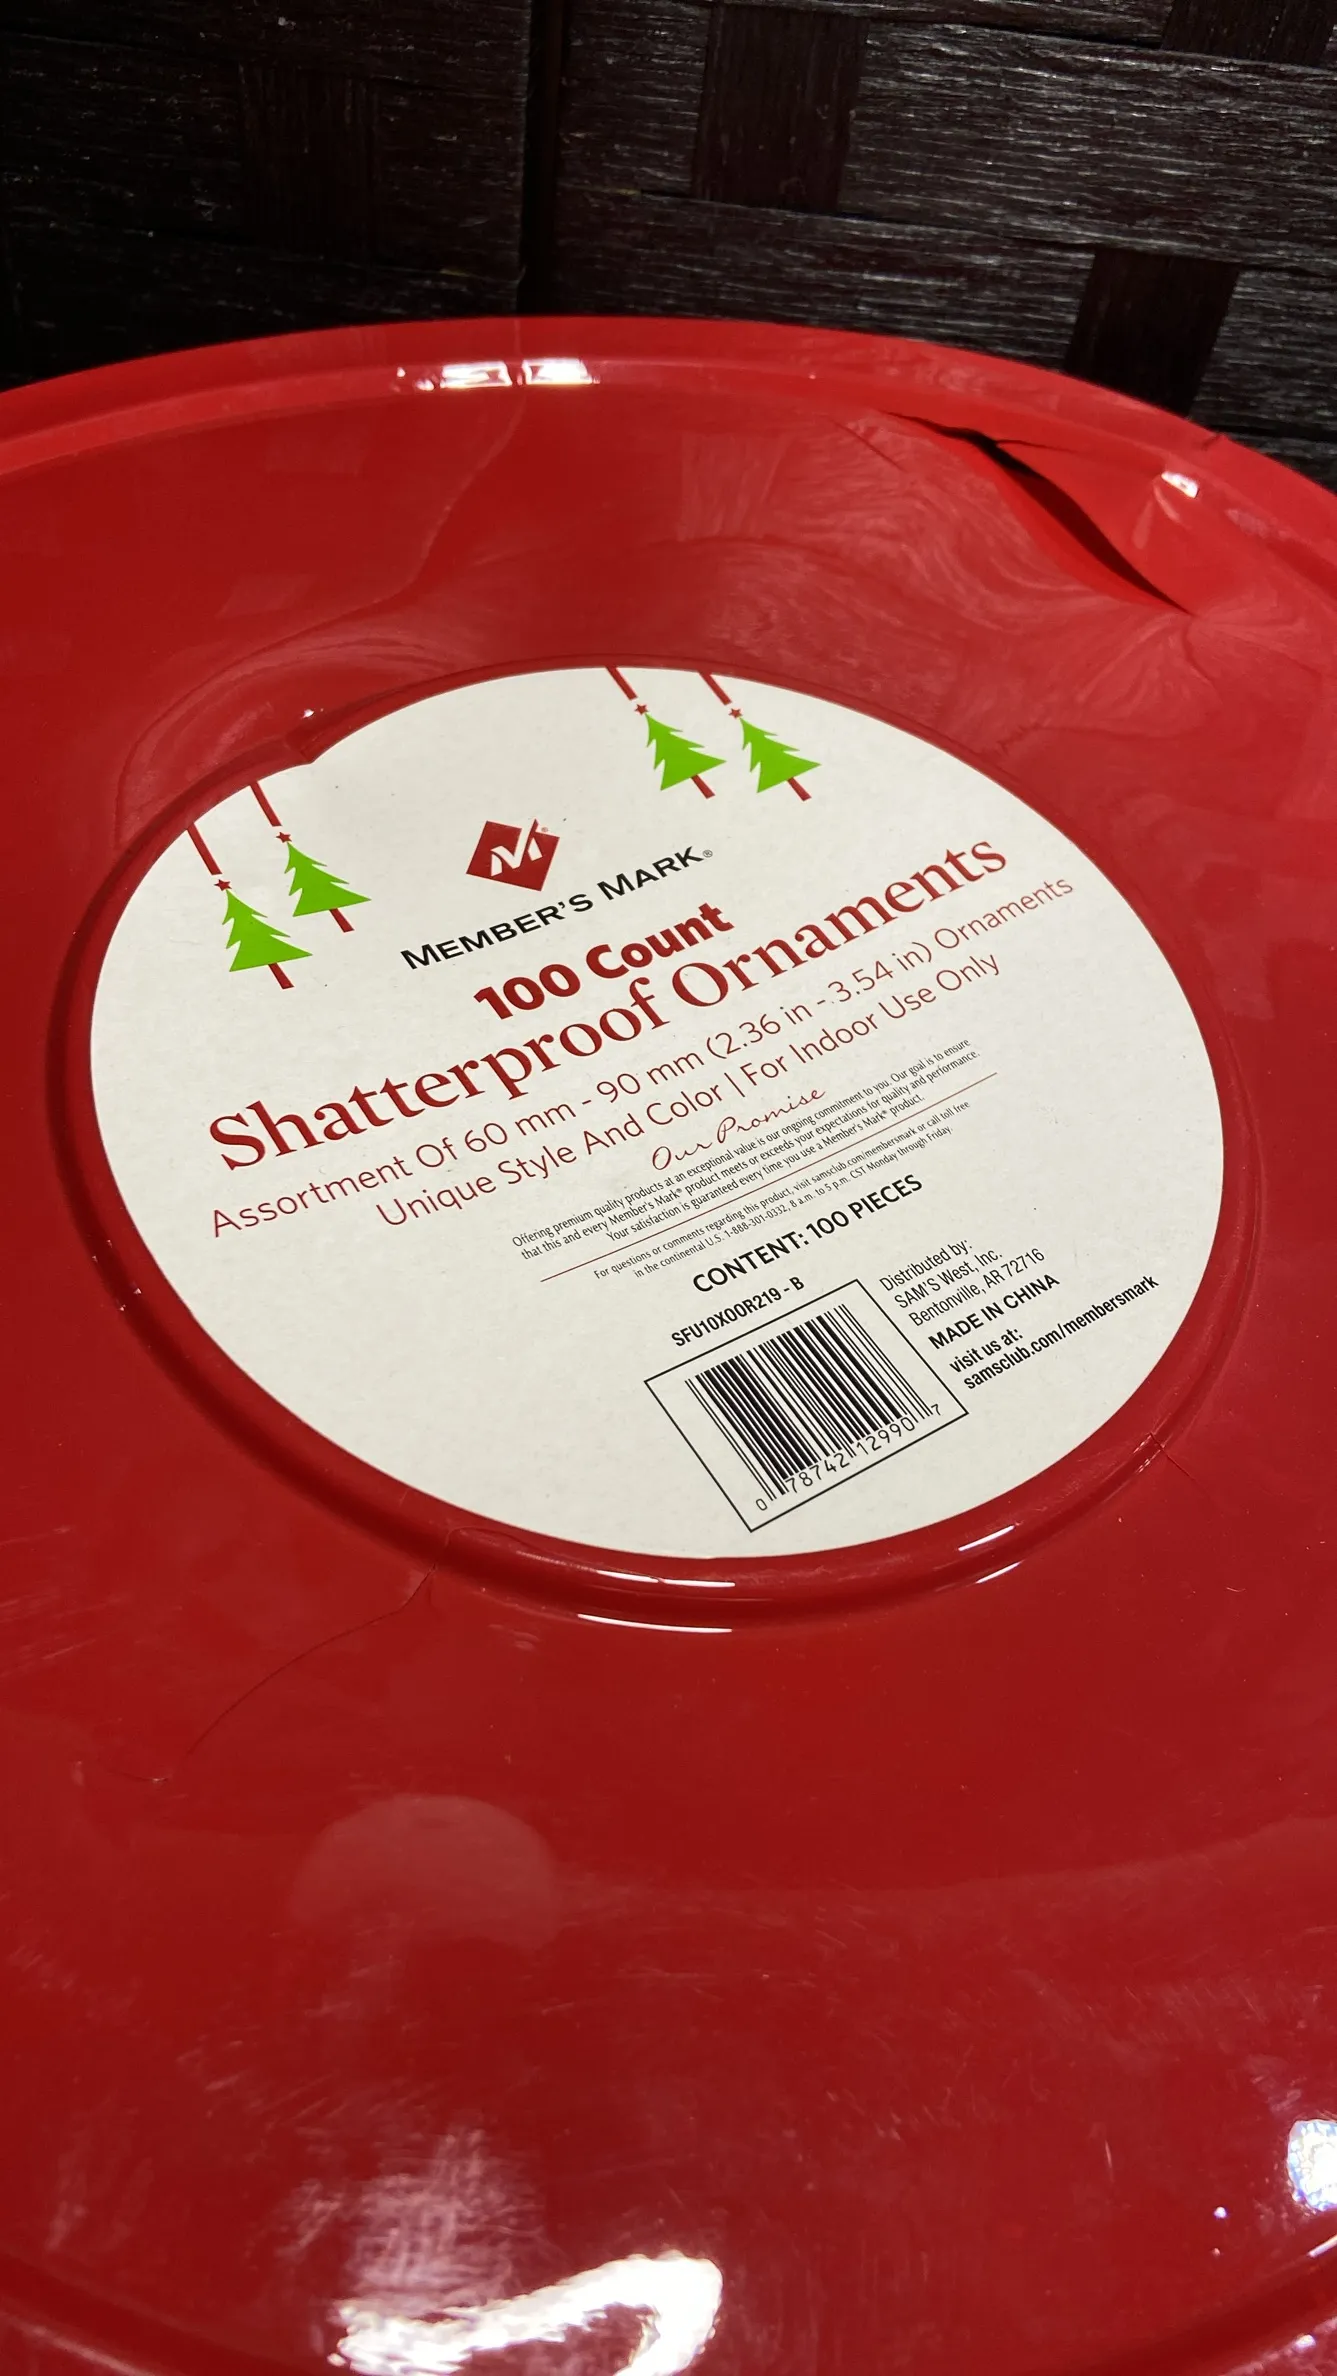 MEMBER'S MARK®
100 Count
Shatterproof Ornaments
Assortment Of 60 mm - 90 mm (2.36 in - 3.54 in) Ornaments
Unique Style And Color | For Indoor Use Only
Our Promise
Offering premium quality products at an exceptional value is our ongoing commitment to you. Our goal is to ensure
that this and every Member's Mark® product meets or exceeds your expectations for quality and performance.
Your satisfaction is guaranteed every time you use a Member's Mark® product.
For questions or comments regarding this product, visit samsclub.com/membersmark or call toll free
in the continental U.S. 1-888-301-0332, 8 a.m. to 5 p.m. CST Monday through Friday.
CONTENT: 100 PIECES
SFU10X00R219 - B
0 78742 12990 7
Distributed by:
SAM'S West, Inc.
Bentonville, AR 72716
MADE IN CHINA
visit us at:
samsclub.com/membersmark